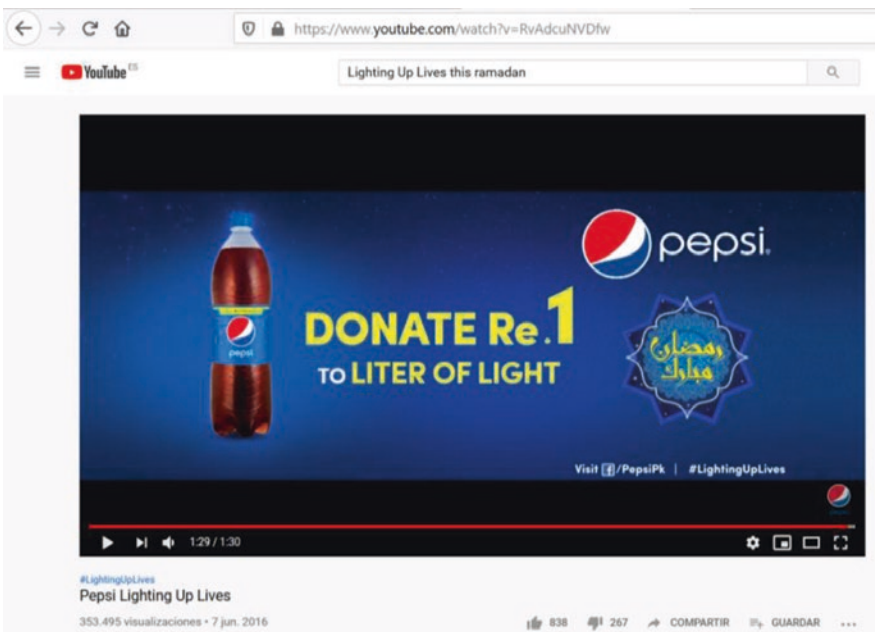 https://www.youtube.com/watch?v=RvAdcuNVDfw
YouTube ES
Lighting Up Lives this ramadan
pepsi
DONATE Re.1
TO LITER OF LIGHT
pepsi
رمضان
مبارك
Visit f/PepsiPk | #LightingUpLives
1:29 / 1:30
#LightingUpLives
Pepsi Lighting Up Lives
353.495 visualizaciones • 7 jun. 2016
838 267 COMPARTIR GUARDAR ...